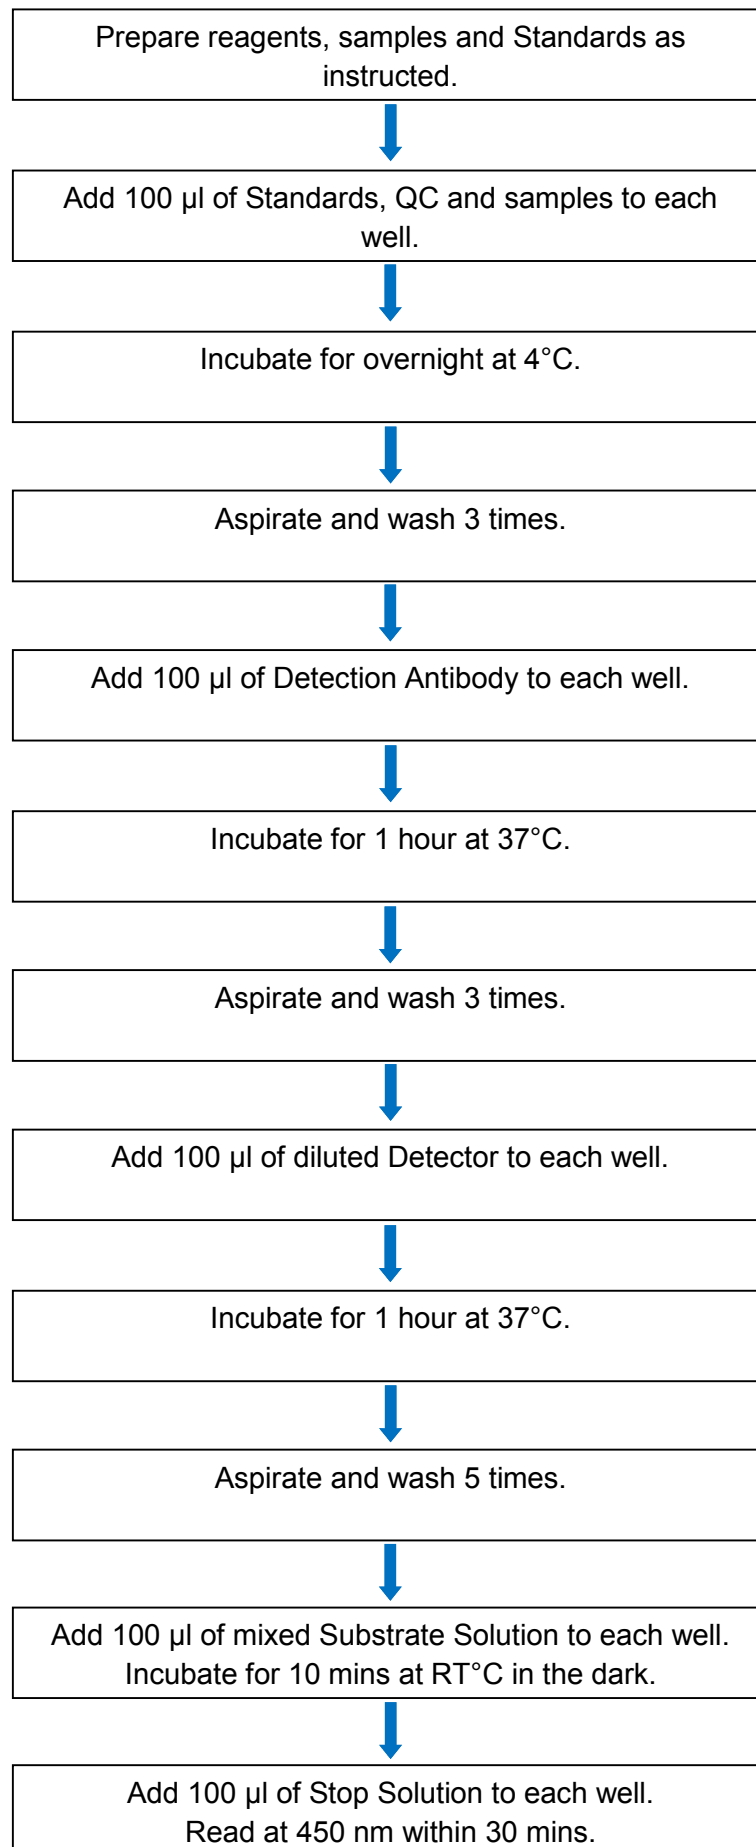 Prepare reagents, samples and Standards as
instructed.
Add 100 µl of Standards, QC and samples to each
well.
Incubate for overnight at 4°C.
Aspirate and wash 3 times.
Add 100 µl of Detection Antibody to each well.
Incubate for 1 hour at 37°C.
Aspirate and wash 3 times.
Add 100 µl of diluted Detector to each well.
Incubate for 1 hour at 37°C.
Aspirate and wash 5 times.
Add 100 µl of mixed Substrate Solution to each well.
Incubate for 10 mins at RT°C in the dark.
Add 100 µl of Stop Solution to each well.
Read at 450 nm within 30 mins.